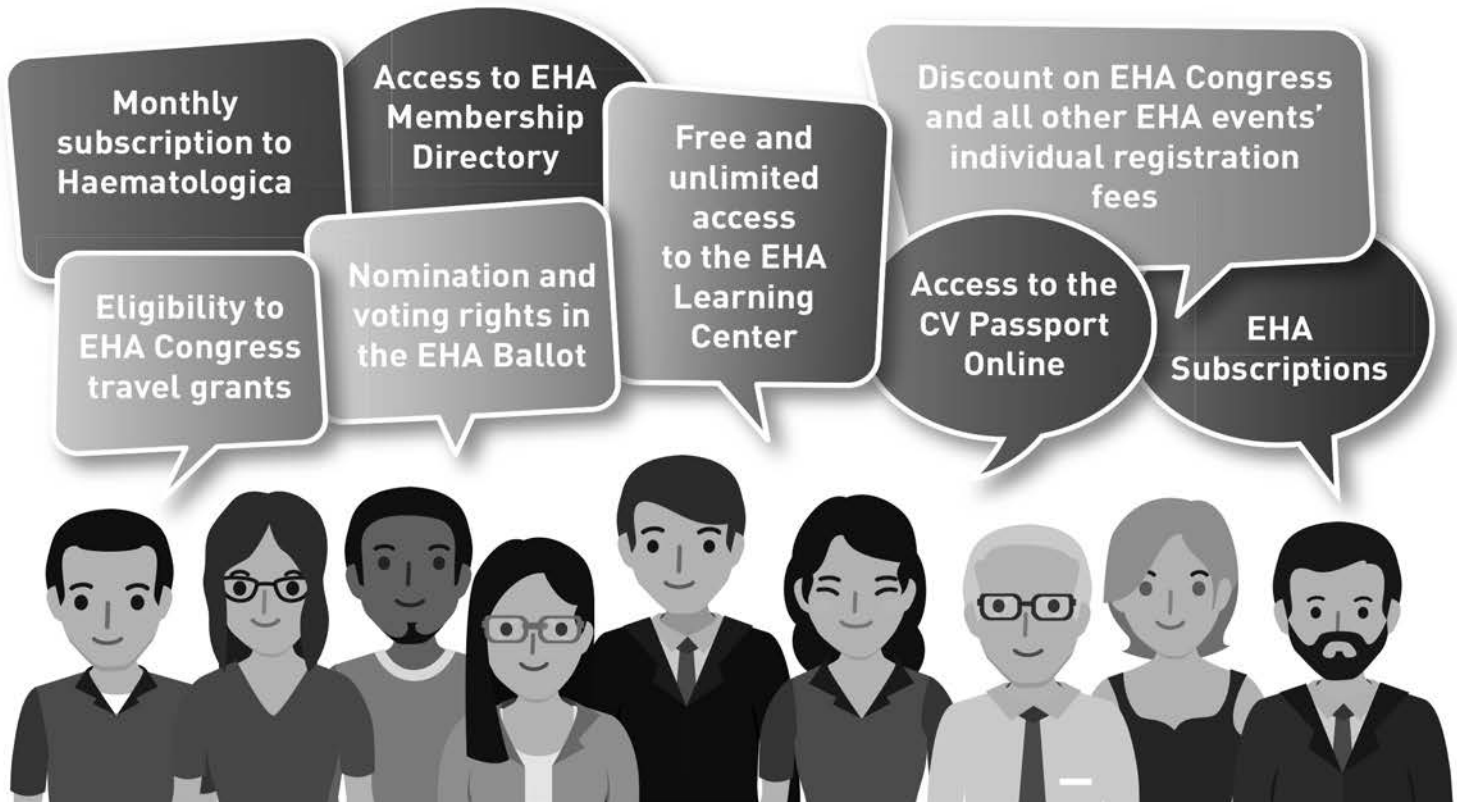 Monthly
subscription to
Haematologica
Access to EHA
Membership
Directory
Free and
unlimited
access
to the EHA
Learning
Center
Discount on EHA Congress
and all other EHA events’
individual registration
fees
Eligibility to
EHA Congress
travel grants
Nomination and
voting rights in
the EHA Ballot
Access to the
CV Passport
Online
EHA
Subscriptions